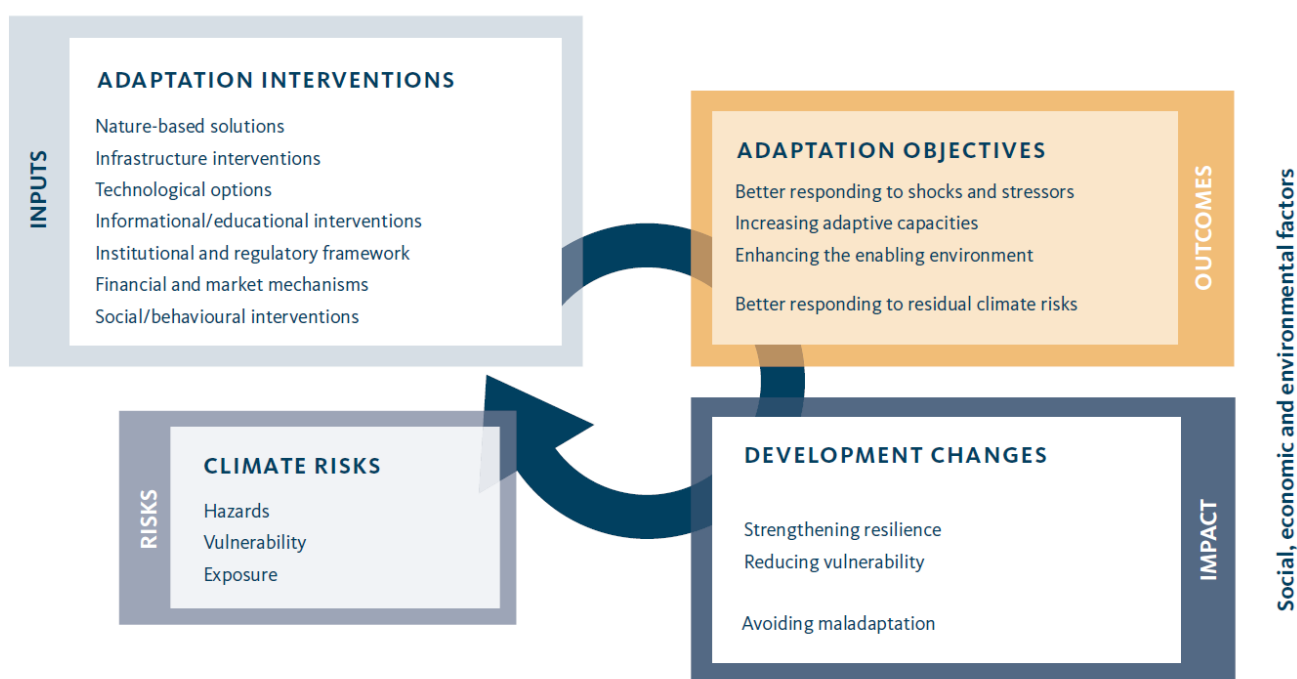 INPUTS
ADAPTATION INTERVENTIONS
Nature-based solutions
Infrastructure interventions
Technological options
Informational/educational interventions
Institutional and regulatory framework
Financial and market mechanisms
Social/behavioural interventions
ADAPTATION OBJECTIVES
Better responding to shocks and stressors
Increasing adaptive capacities
Enhancing the enabling environment
Better responding to residual climate risks
OUTCOMES
RISKS
CLIMATE RISKS
Hazards
Vulnerability
Exposure
DEVELOPMENT CHANGES
Strengthening resilience
Reducing vulnerability
Avoiding maladaptation
IMPACT
Social, economic and environmental factors